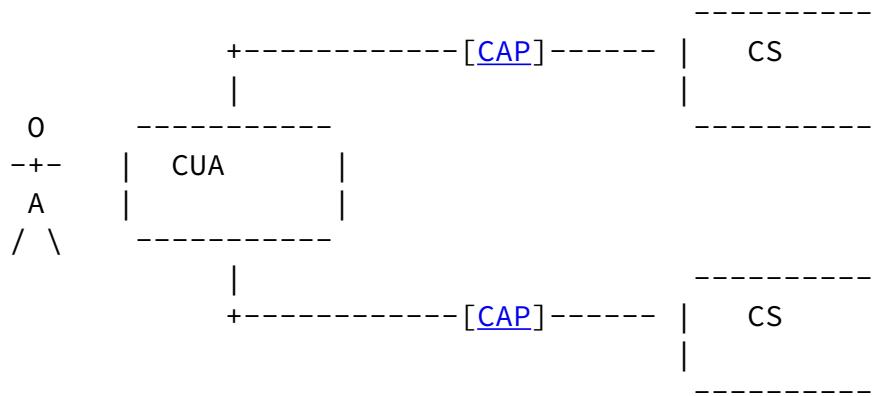 ----------
             +------------[CAP]------ |    CS
             |                        |
 O      -----------                   ----------
-+-    |  CUA      |
 A     |           |
/ \     -----------
             |                        ----------
             +------------[CAP]------ |    CS
                                      |
                                      ----------